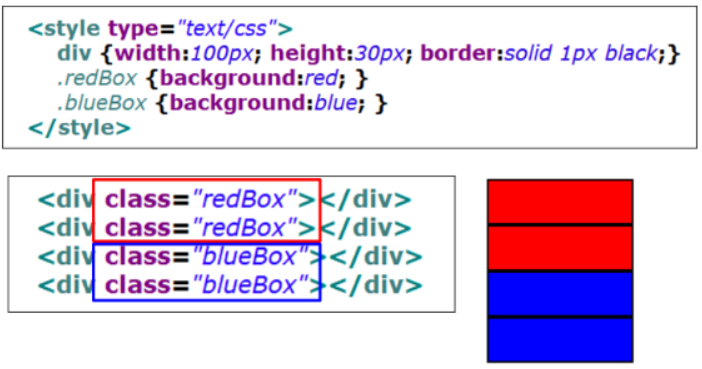 <style type="text/css">
div {width:100px; height:30px; border:solid 1px black;}
.redBox {background:red; }
.blueBox {background:blue; }
</style>
<div class="redBox"></div>
<div class="redBox"></div>
<div class="blueBox"></div>
<div class="blueBox"></div>